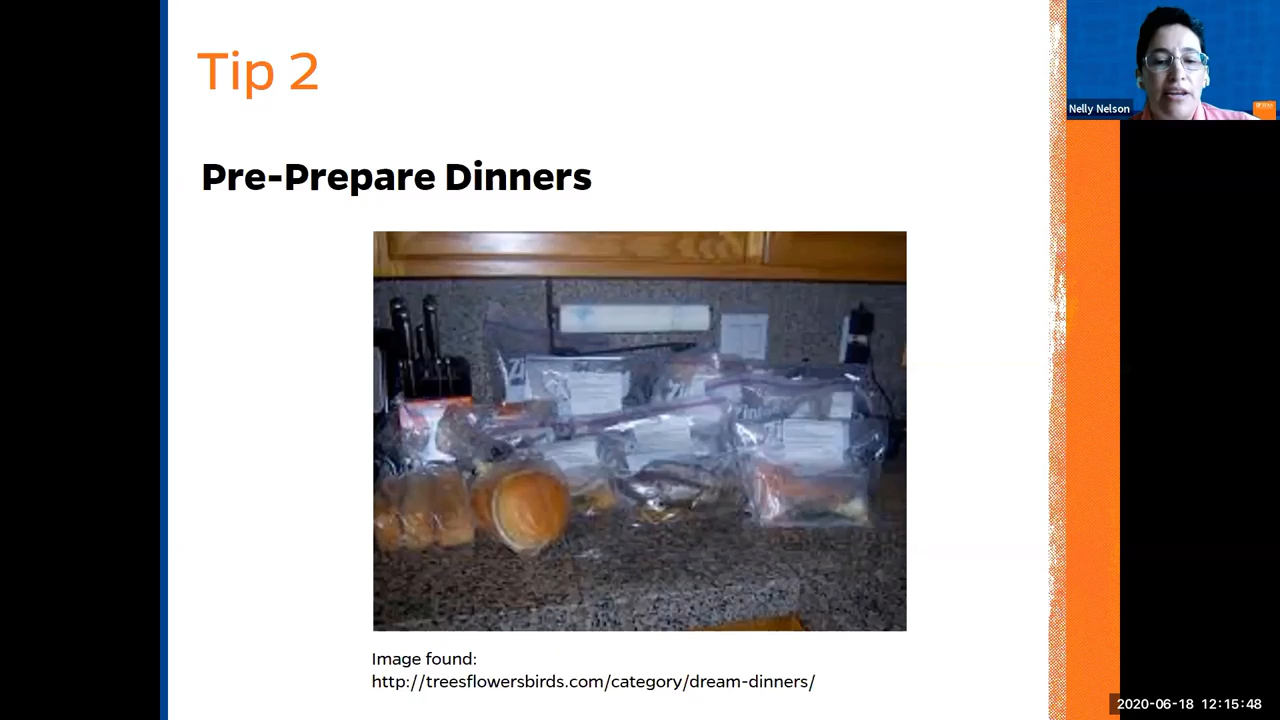 Tip 2
Nelly Nelson
Pre-Prepare Dinners
Image found:
http://treesflowersbirds.com/category/dream-dinners/
2020-06-18 12:15:48